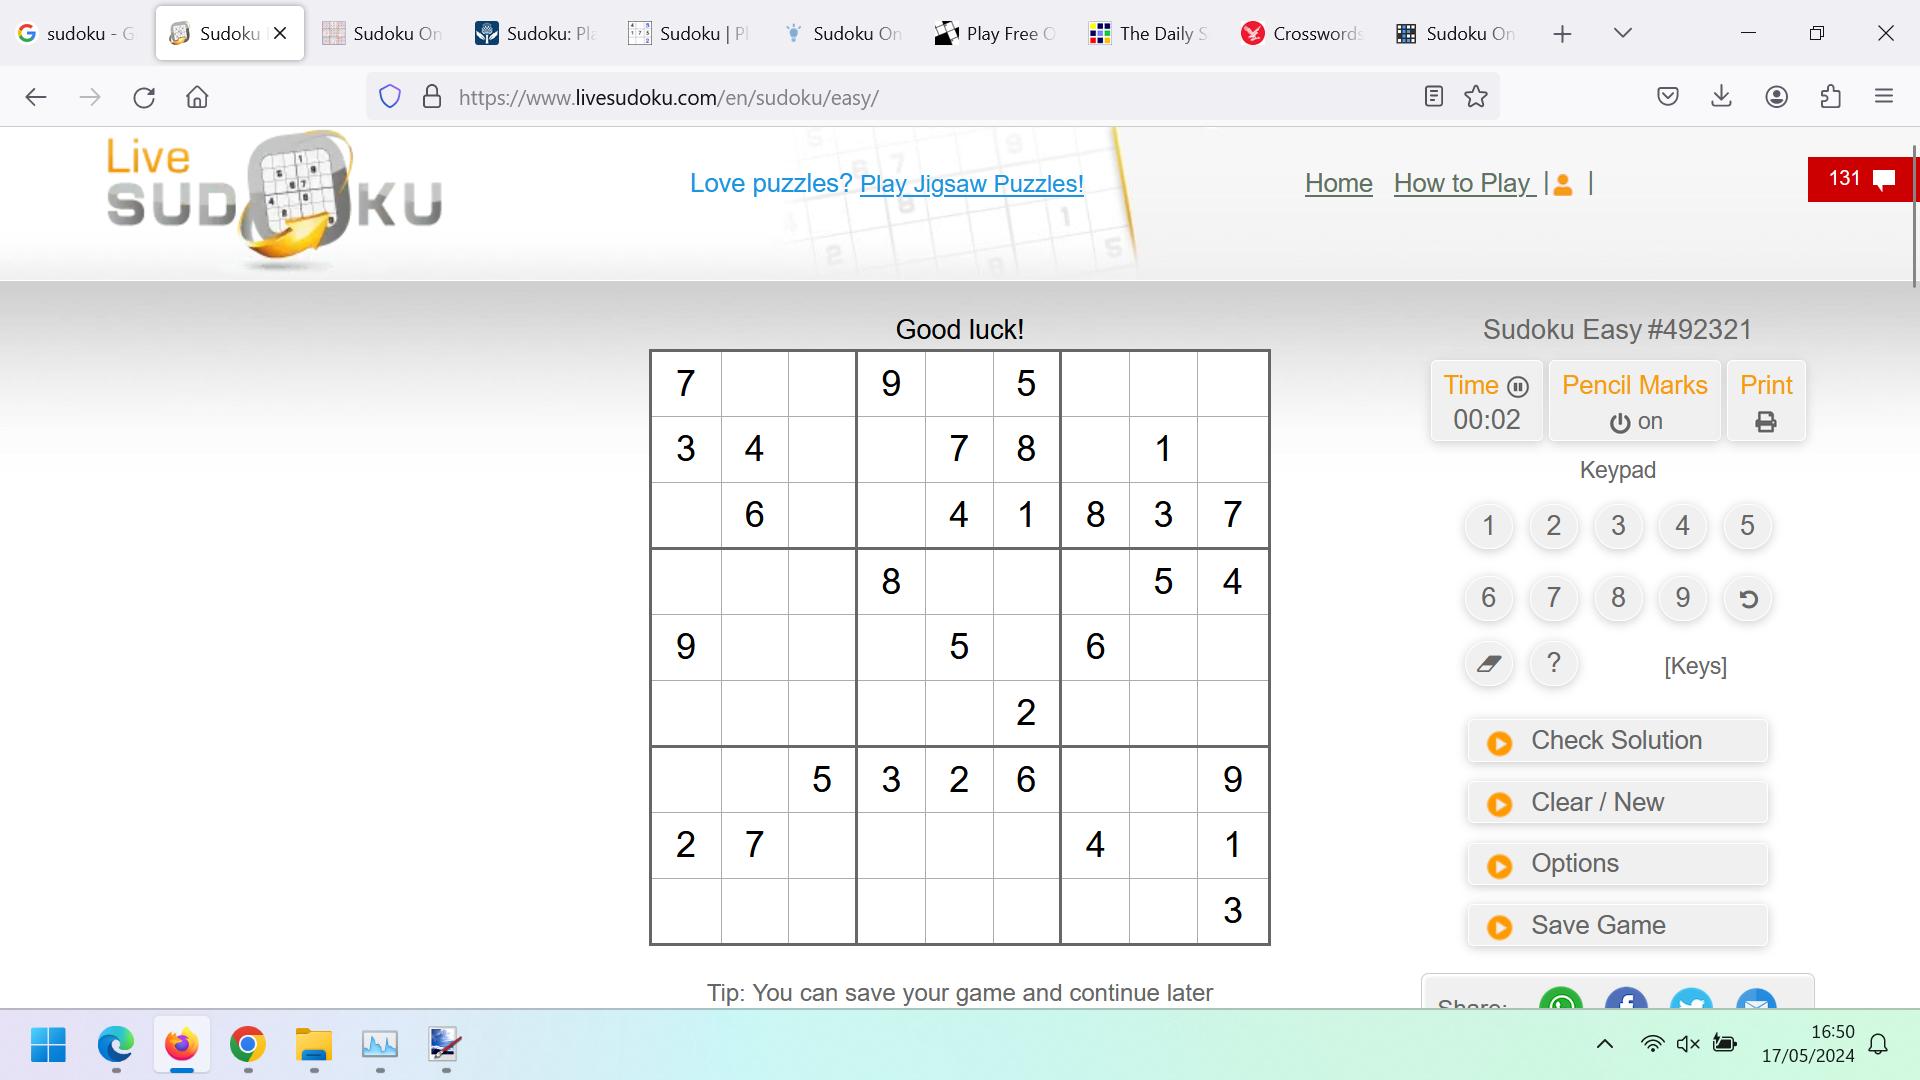 sudoku - G
Sudoku
Sudoku On
Sudoku: Pla
Sudoku | Pl
Sudoku On
Play Free O
The Daily S
Crosswords
Sudoku On
https://www.livesudoku.com/en/sudoku/easy/
Live
SUDOKU
Love puzzles? Play Jigsaw Puzzles!
Home How to Play | |
131
Good luck!
Sudoku Easy #492321
7 9 5
3 4 7 8 1
6 4 1 8 3 7
8 5 4
9 5 6
2
5 3 2 6 9
2 7 4 1
3
Time
00:02
Pencil Marks
on
Print
Keypad
1 2 3 4 5
6 7 8 9
? [Keys]
Check Solution
Clear / New
Options
Save Game
Tip: You can save your game and continue later
Share:
16:50
17/05/2024